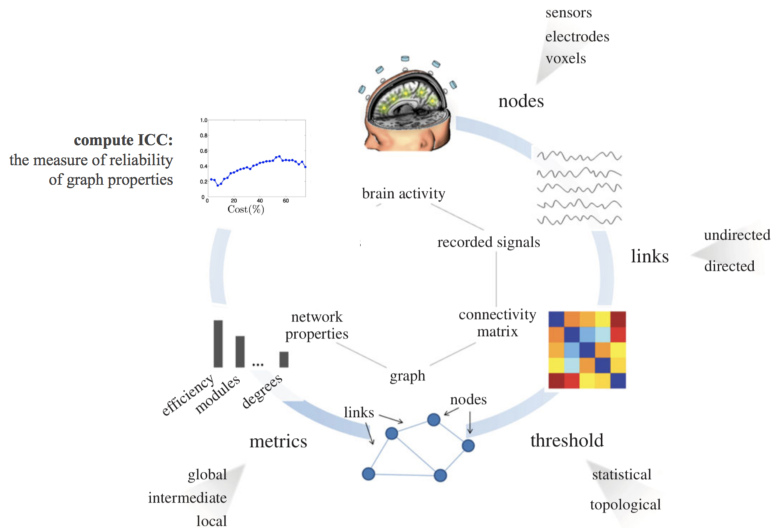 sensors
electrodes
voxels
nodes
compute ICC:
the measure of reliability
of graph properties
1.0
0.8
0.6
0.4
0.2
0
0
20
40
60
Cost(%)
brain activity
recorded signals
links
undirected
directed
connectivity
matrix
network
properties
graph
efficiency
modules
...
degrees
links
nodes
metrics
threshold
global
intermediate
local
statistical
topological